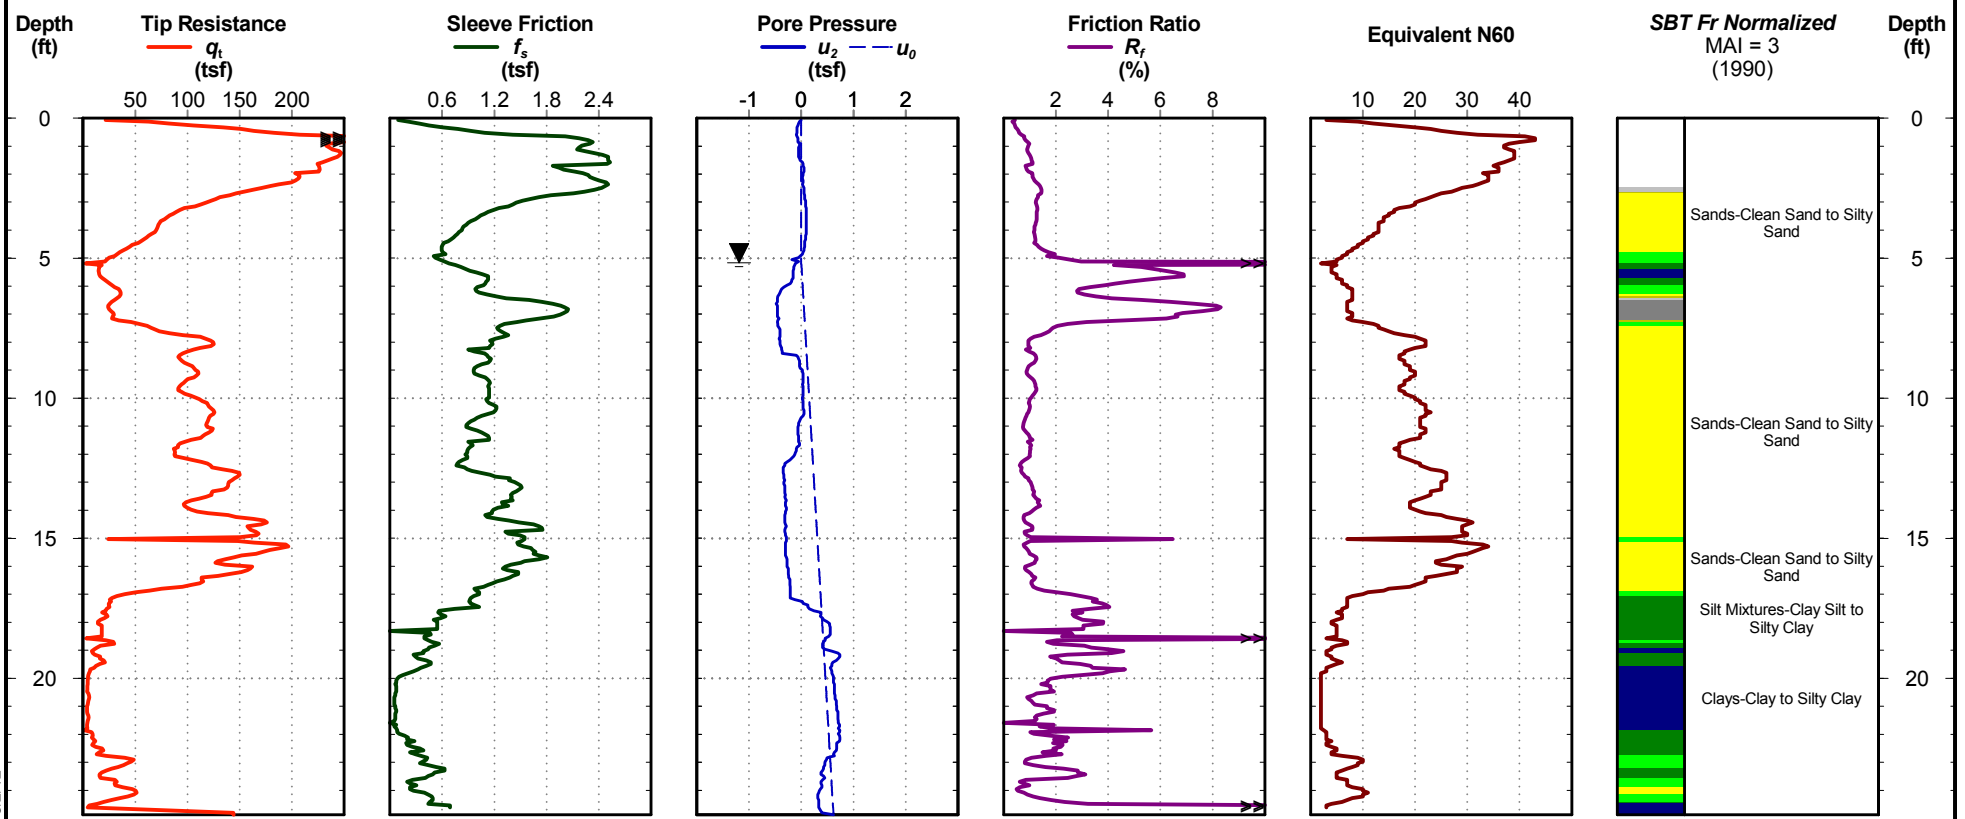 Depth
(ft)
Tip Resistance
qt
(tsf)
Sleeve Friction
fs
(tsf)
Pore Pressure
u2 u0
(tsf)
Friction Ratio
Rf
(%)
Equivalent N60
SBT Fr Normalized
MAI = 3
(1990)
Depth
(ft)
50 100 150 200
0.6 1.2 1.8 2.4
-1 0 1 2
2 4 6 8
10 20 30 40
0 0
5 5
10 10
15 15
20 20
Sands-Clean Sand to Silty
Sand
Sands-Clean Sand to Silty
Sand
Sands-Clean Sand to Silty
Sand
Silt Mixtures-Clay Silt to
Silty Clay
Clays-Clay to Silty Clay